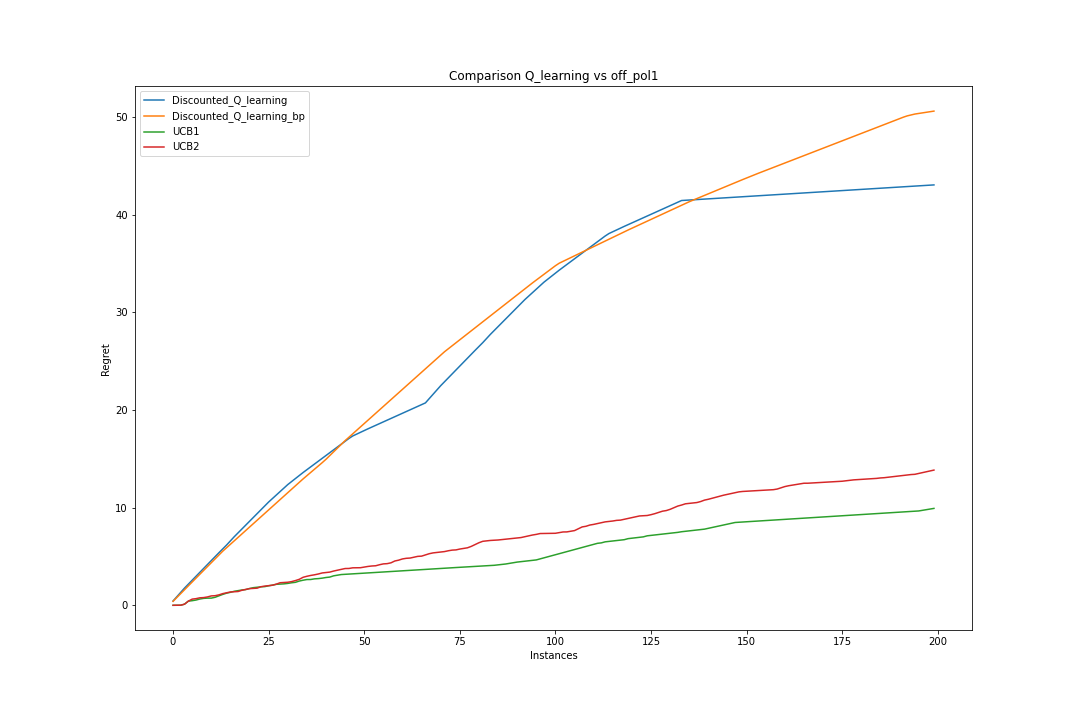 Comparison Q_learning vs off_pol1
Discounted_Q_learning
Discounted_Q_learning_bp
UCB1
UCB2
50
40
30
20
10
0
Regret
0 25 50 75 100 125 150 175 200
Instances